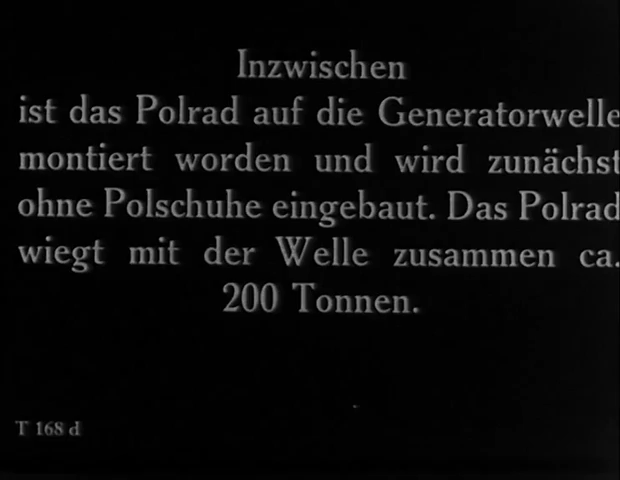 Inzwischen
ist das Polrad auf die Generatorwelle
montiert worden und wird zunächst
ohne Polschuhe eingebaut. Das Polrad
wiegt mit der Welle zusammen ca.
200 Tonnen.
T 168 d